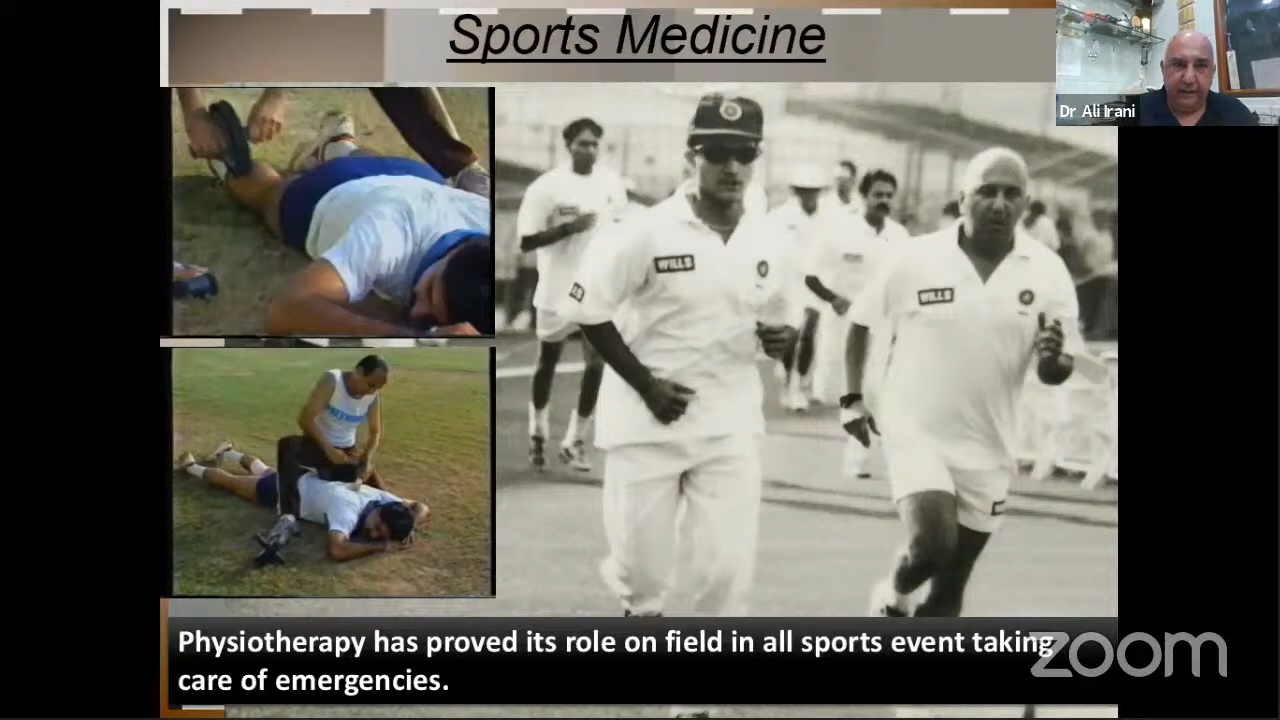 Sports Medicine
Dr Ali Irani
WILLS
WILLS
LS
Physiotherapy has proved its role on field in all sports event taking
care of emergencies.
zoom